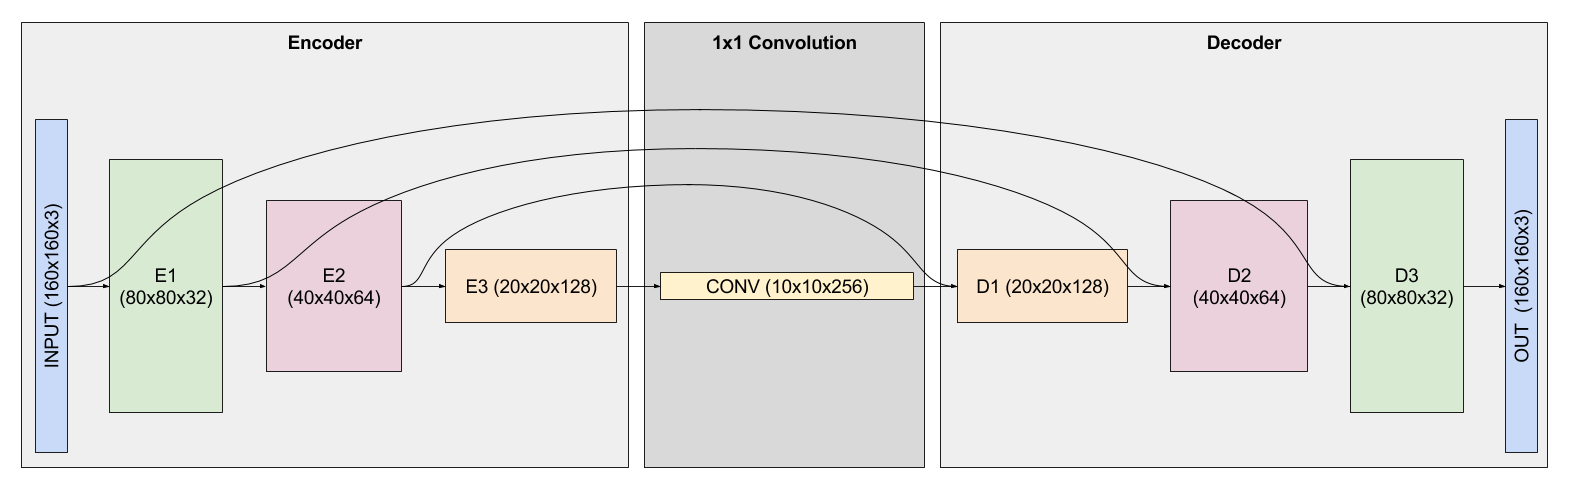 Encoder
1x1 Convolution
Decoder
INPUT (160x160x3)
E1
(80x80x32)
E2
(40x40x64)
E3 (20x20x128)
CONV (10x10x256)
D1 (20x20x128)
D2
(40x40x64)
D3
(80x80x32)
OUT (160x160x3)